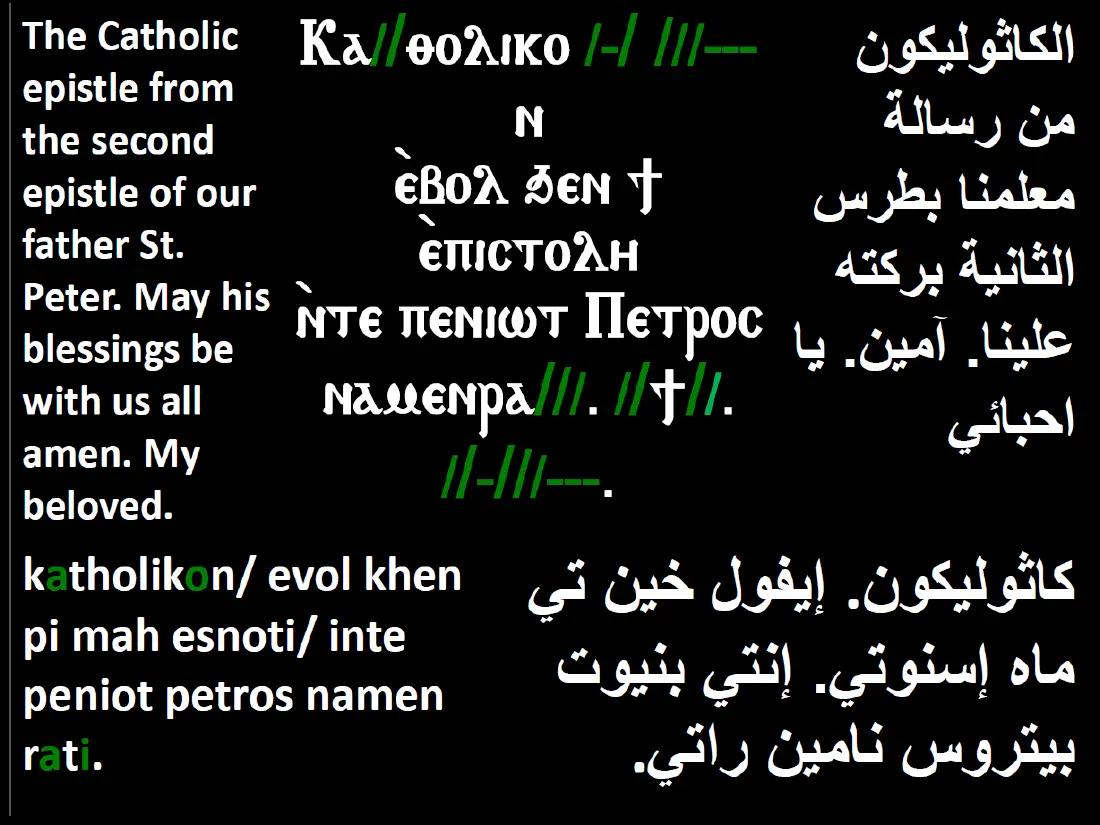 The Catholic
epistle from
the second
epistle of our
father St.
Peter. May his
blessings be
with us all
amen. My
beloved.
Ⲕⲁ//ⲑⲟⲗⲓⲕⲟ /-/ ///---
ⲛ
ⲉ̀ⲃⲟⲗ ϧⲉⲛ ϯ
ⲉ̀ⲡⲓⲥⲧⲟⲗⲏ
ⲛ̀ⲧⲉ ⲡⲉⲛⲓⲱⲧ Ⲡⲉⲧⲣⲟⲥ
ⲛⲁⲙⲉⲛⲣⲁ///. //ϯ//.
//-///---.
الكاثوليكون
من رسالة
معلمنا بطرس
الثانية بركته
علينا. آمين. يا
احبائي
katholikon/ evol khen
pi mah esnoti/ inte
peniot petros namen
rati.
كاثوليكون. إيفول خين تي
ماه إسنوتي. إنتي بنيوت
بيتروس نامين راتي.